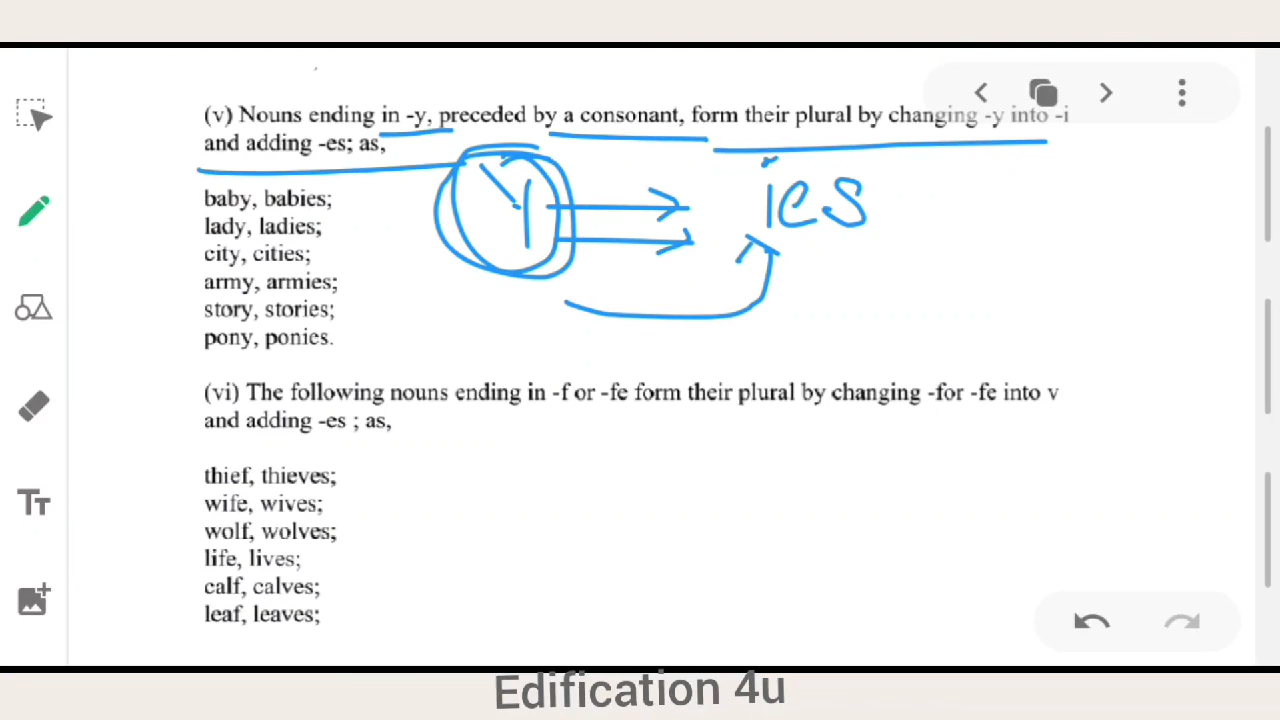 (v) Nouns ending in -y, preceded by a consonant, form their plural by changing -y into -i
and adding -es; as,
baby, babies;
lady, ladies;
city, cities;
army, armies;
story, stories;
pony, ponies.
Y
ies
(vi) The following nouns ending in -f or -fe form their plural by changing -for -fe into v
and adding -es ; as,
thief, thieves;
wife, wives;
wolf, wolves;
life, lives;
calf, calves;
leaf, leaves;
TT
Edification 4u